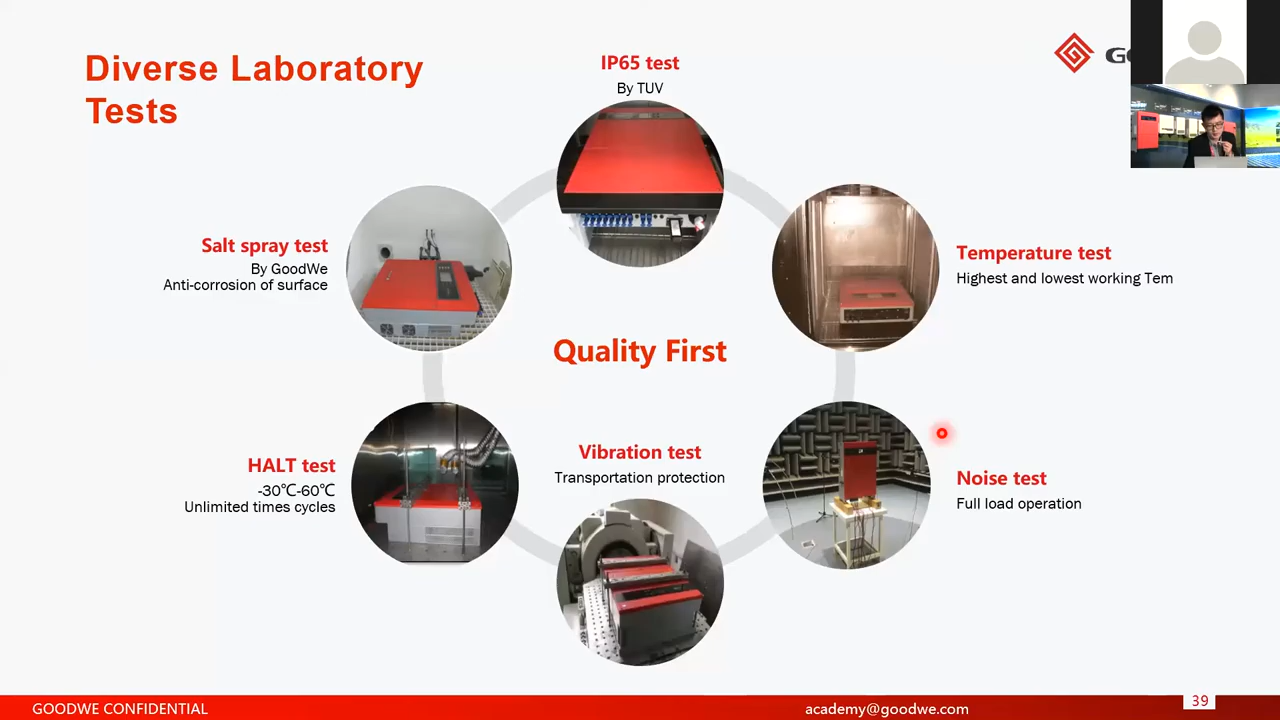 Diverse Laboratory
Tests
IP65 test
By TUV
Salt spray test
By GoodWe
Anti-corrosion of surface
Temperature test
Highest and lowest working Tem
Quality First
HALT test
-30℃-60℃
Unlimited times cycles
Vibration test
Transportation protection
Noise test
Full load operation
GOODWE CONFIDENTIAL
academy@goodwe.com
39